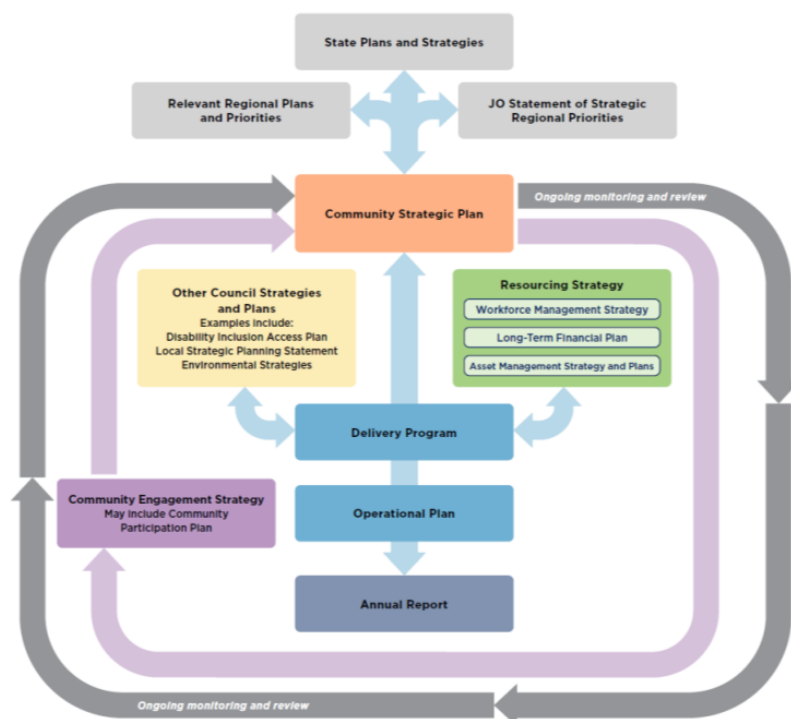 State Plans and Strategies
Relevant Regional Plans
and Priorities
JO Statement of Strategic
Regional Priorities
Community Strategic Plan
Ongoing monitoring and review
Other Council Strategies
and Plans
Examples include:
Disability Inclusion Access Plan
Local Strategic Planning Statement
Environmental Strategies
Resourcing Strategy
Workforce Management Strategy
Long-Term Financial Plan
Asset Management Strategy and Plans
Delivery Program
Community Engagement Strategy
May include Community
Participation Plan
Operational Plan
Annual Report
Ongoing monitoring and review